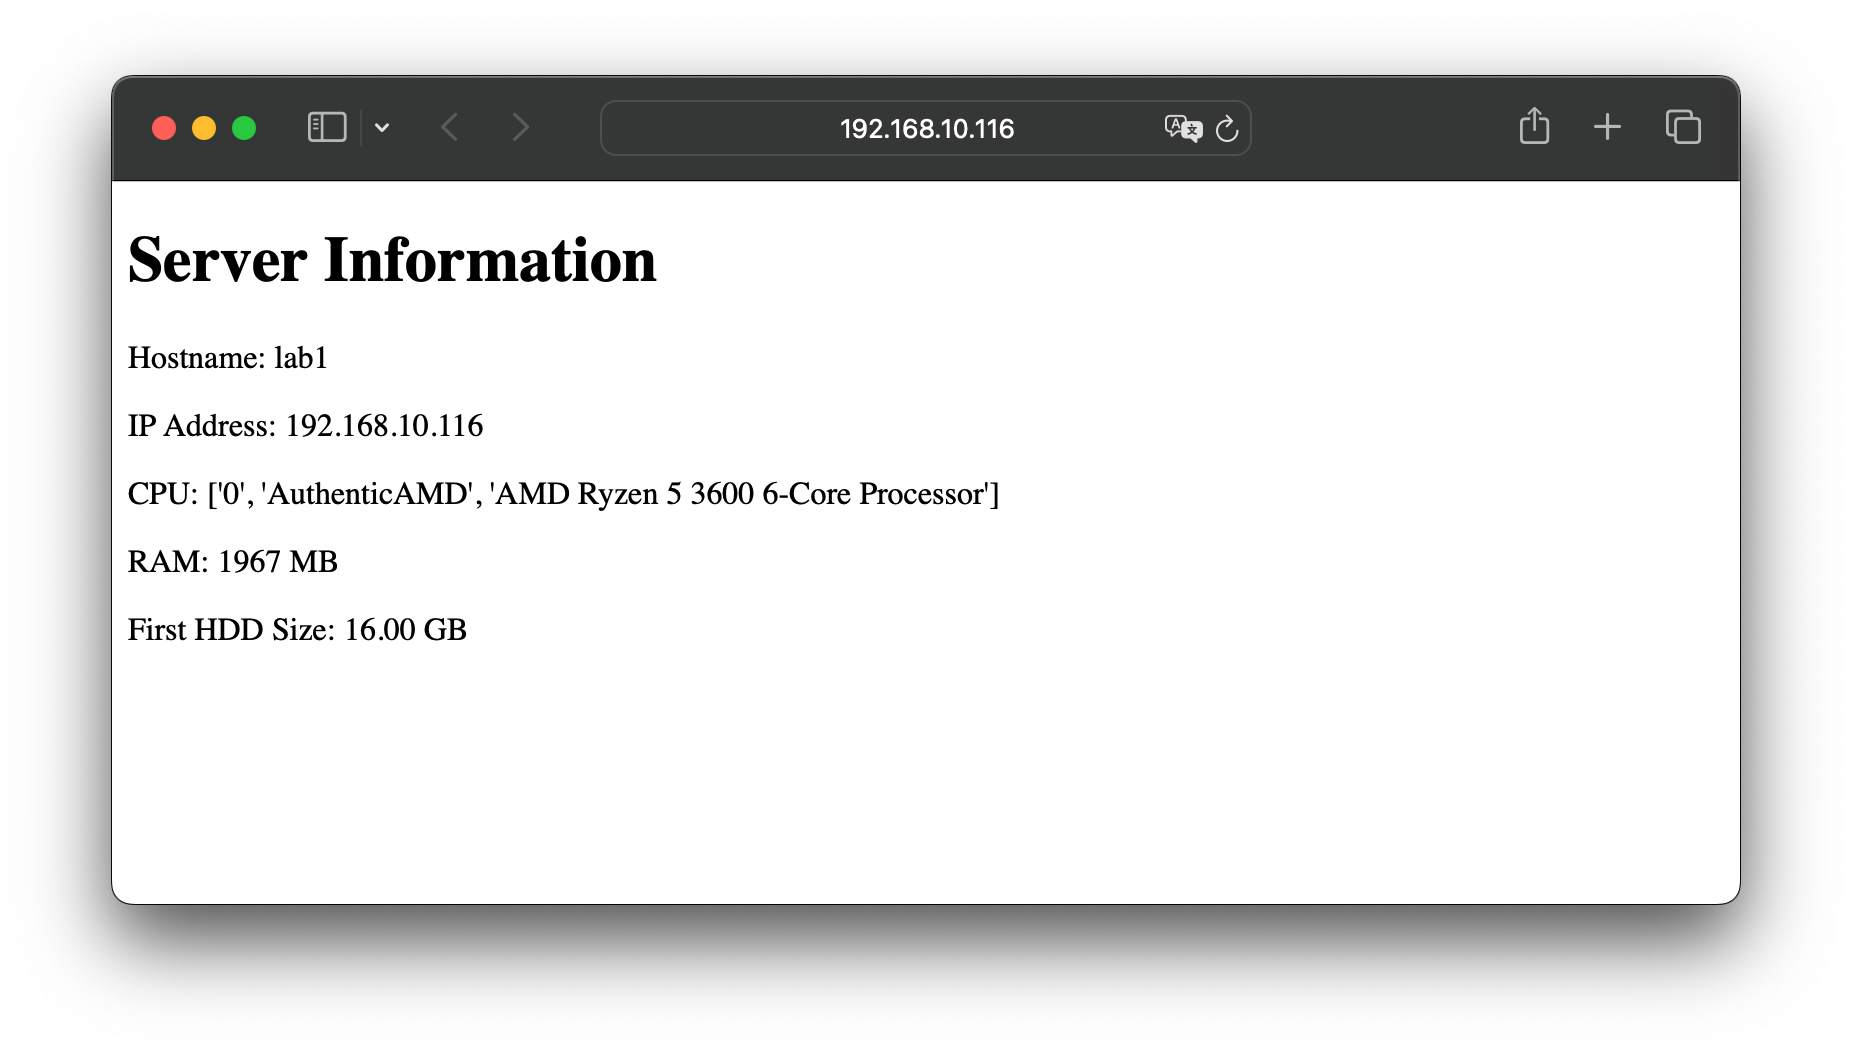 192.168.10.116
Server Information
Hostname: lab1
IP Address: 192.168.10.116
CPU: ['0', 'AuthenticAMD', 'AMD Ryzen 5 3600 6-Core Processor']
RAM: 1967 MB
First HDD Size: 16.00 GB